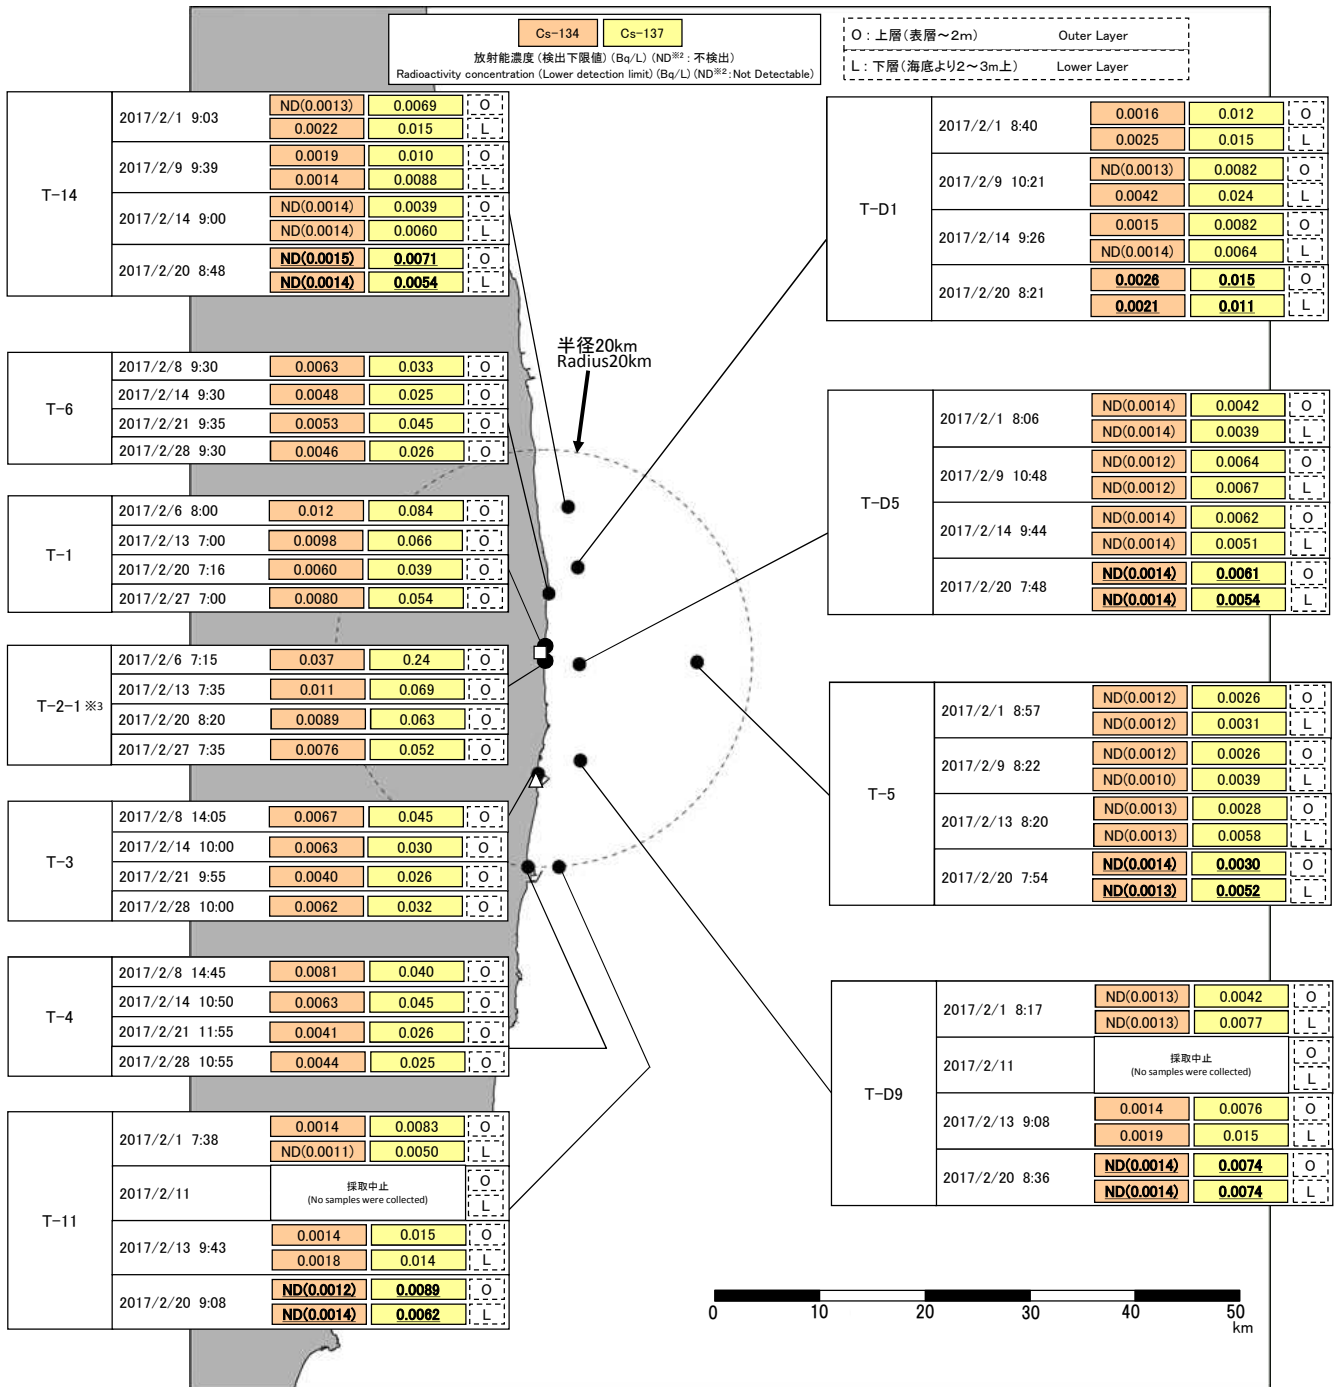 Cs-134 Cs-137
放射能濃度(検出下限値)(Bq/L)(ND※2:不検出)
Radioactivity concentration (Lower detection limit) (Bq/L) (ND※2:Not Detectable)
O:上層(表層~2m) Outer Layer
L:下層(海底より2~3m上) Lower Layer
T-14
2017/2/1 9:03 ND(0.0013) 0.0069 O
0.0022 0.015 L
2017/2/9 9:39 0.0019 0.010 O
0.0014 0.0088 L
2017/2/14 9:00 ND(0.0014) 0.0039 O
ND(0.0014) 0.0060 L
2017/2/20 8:48 ND(0.0015) 0.0071 O
ND(0.0014) 0.0054 L
T-6
2017/2/8 9:30 0.0063 0.033 O
2017/2/14 9:30 0.0048 0.025 O
2017/2/21 9:35 0.0053 0.045 O
2017/2/28 9:30 0.0046 0.026 O
T-1
2017/2/6 8:00 0.012 0.084 O
2017/2/13 7:00 0.0098 0.066 O
2017/2/20 7:16 0.0060 0.039 O
2017/2/27 7:00 0.0080 0.054 O
T-2-1※3
2017/2/6 7:15 0.037 0.24 O
2017/2/13 7:35 0.011 0.069 O
2017/2/20 8:20 0.0089 0.063 O
2017/2/27 7:35 0.0076 0.052 O
T-3
2017/2/8 14:05 0.0067 0.045 O
2017/2/14 10:00 0.0063 0.030 O
2017/2/21 9:55 0.0040 0.026 O
2017/2/28 10:00 0.0062 0.032 O
T-4
2017/2/8 14:45 0.0081 0.040 O
2017/2/14 10:50 0.0063 0.045 O
2017/2/21 11:55 0.0041 0.026 O
2017/2/28 10:55 0.0044 0.025 O
T-11
2017/2/1 7:38 0.0014 0.0083 O
ND(0.0011) 0.0050 L
2017/2/11 採取中止 O
(No samples were collected) L
2017/2/13 9:43 0.0014 0.015 O
0.0018 0.014 L
2017/2/20 9:08 ND(0.0012) 0.0089 O
ND(0.0014) 0.0062 L
半径20km
Radius20km
T-D1
2017/2/1 8:40 0.0016 0.012 O
0.0025 0.015 L
2017/2/9 10:21 ND(0.0013) 0.0082 O
0.0042 0.024 L
2017/2/14 9:26 0.0015 0.0082 O
ND(0.0014) 0.0064 L
2017/2/20 8:21 0.0026 0.015 O
0.0021 0.011 L
T-D5
2017/2/1 8:06 ND(0.0014) 0.0042 O
ND(0.0014) 0.0039 L
2017/2/9 10:48 ND(0.0012) 0.0064 O
ND(0.0012) 0.0067 L
2017/2/14 9:44 ND(0.0014) 0.0062 O
ND(0.0014) 0.0051 L
2017/2/20 7:48 ND(0.0014) 0.0061 O
ND(0.0014) 0.0054 L
T-5
2017/2/1 8:57 ND(0.0012) 0.0026 O
ND(0.0012) 0.0031 L
2017/2/9 8:22 ND(0.0012) 0.0026 O
ND(0.0010) 0.0039 L
2017/2/13 8:20 ND(0.0013) 0.0028 O
ND(0.0013) 0.0058 L
2017/2/20 7:54 ND(0.0014) 0.0030 O
ND(0.0013) 0.0052 L
T-D9
2017/2/1 8:17 ND(0.0013) 0.0042 O
ND(0.0013) 0.0077 L
2017/2/11 採取中止 O
(No samples were collected) L
2017/2/13 9:08 0.0014 0.0076 O
0.0019 0.015 L
2017/2/20 8:36 ND(0.0014) 0.0074 O
ND(0.0014) 0.0074 L
0 10 20 30 40 50
km